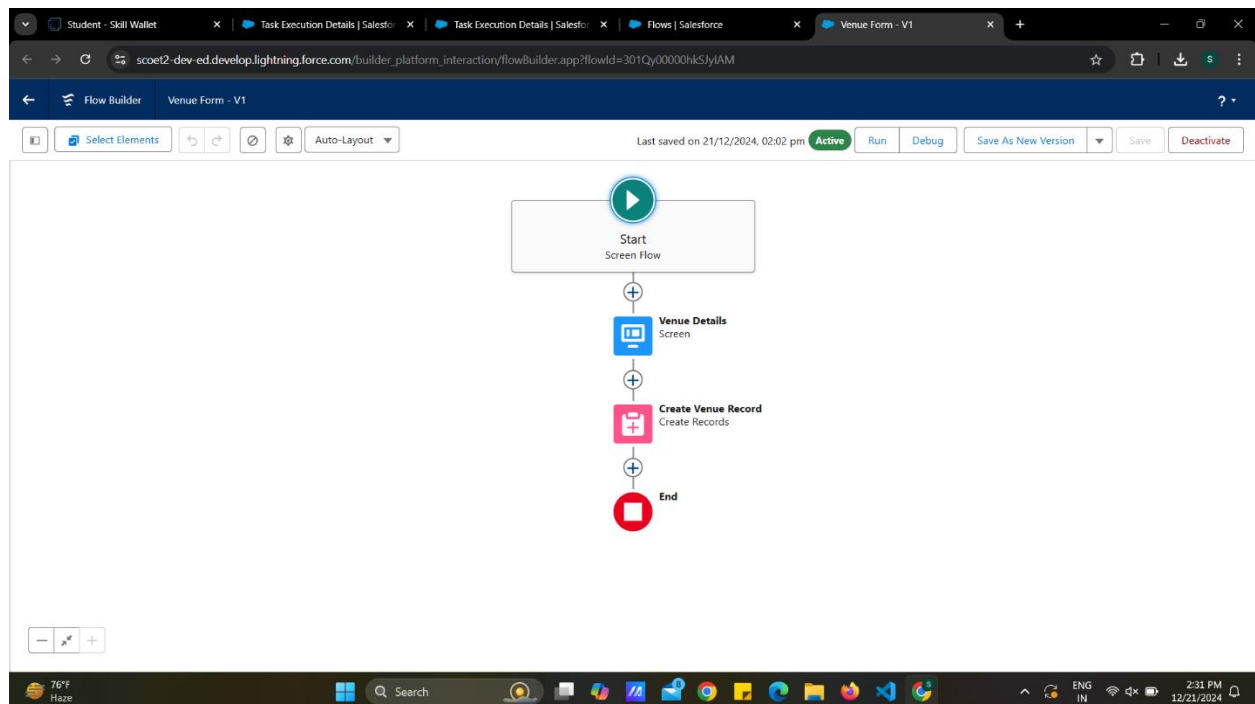 Student - Skill Wallet
Task Execution Details | Salesfor
Task Execution Details | Salesfor
Flows | Salesforce
Venue Form - V1
scoet2-dev-ed.develop.lightning.force.com/builder_platform_interaction/flowBuilder.app?flowId=301Qy00000hkSJyIAM
S
Flow Builder Venue Form - V1 ?
Select Elements Auto-Layout Last saved on 21/12/2024, 02:02 pm Active Run Debug Save As New Version Save Deactivate
Start
Screen Flow
Venue Details
Screen
Create Venue Record
Create Records
End
76°F
Haze
Search
ENG
IN
2:31 PM
12/21/2024